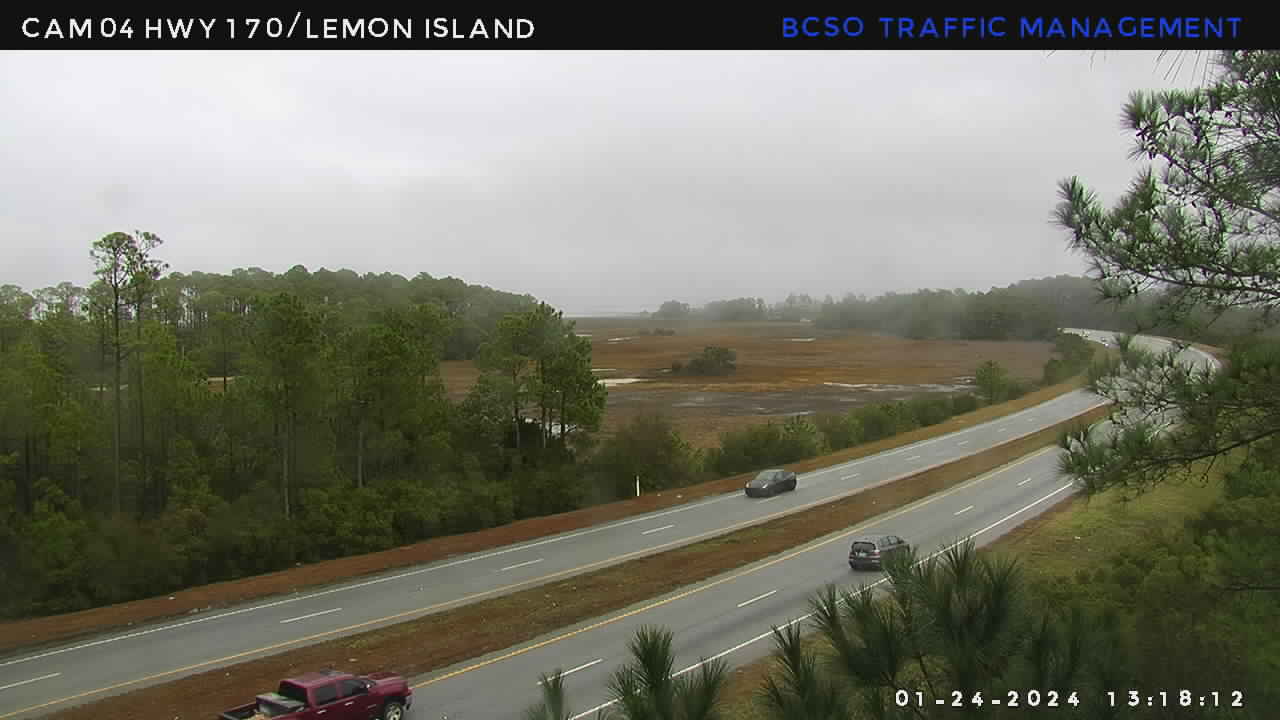 CAM04 HWY 170/LEMON ISLAND
BCSO TRAFFIC MANAGEMENT
01-24-2024 13:18:12